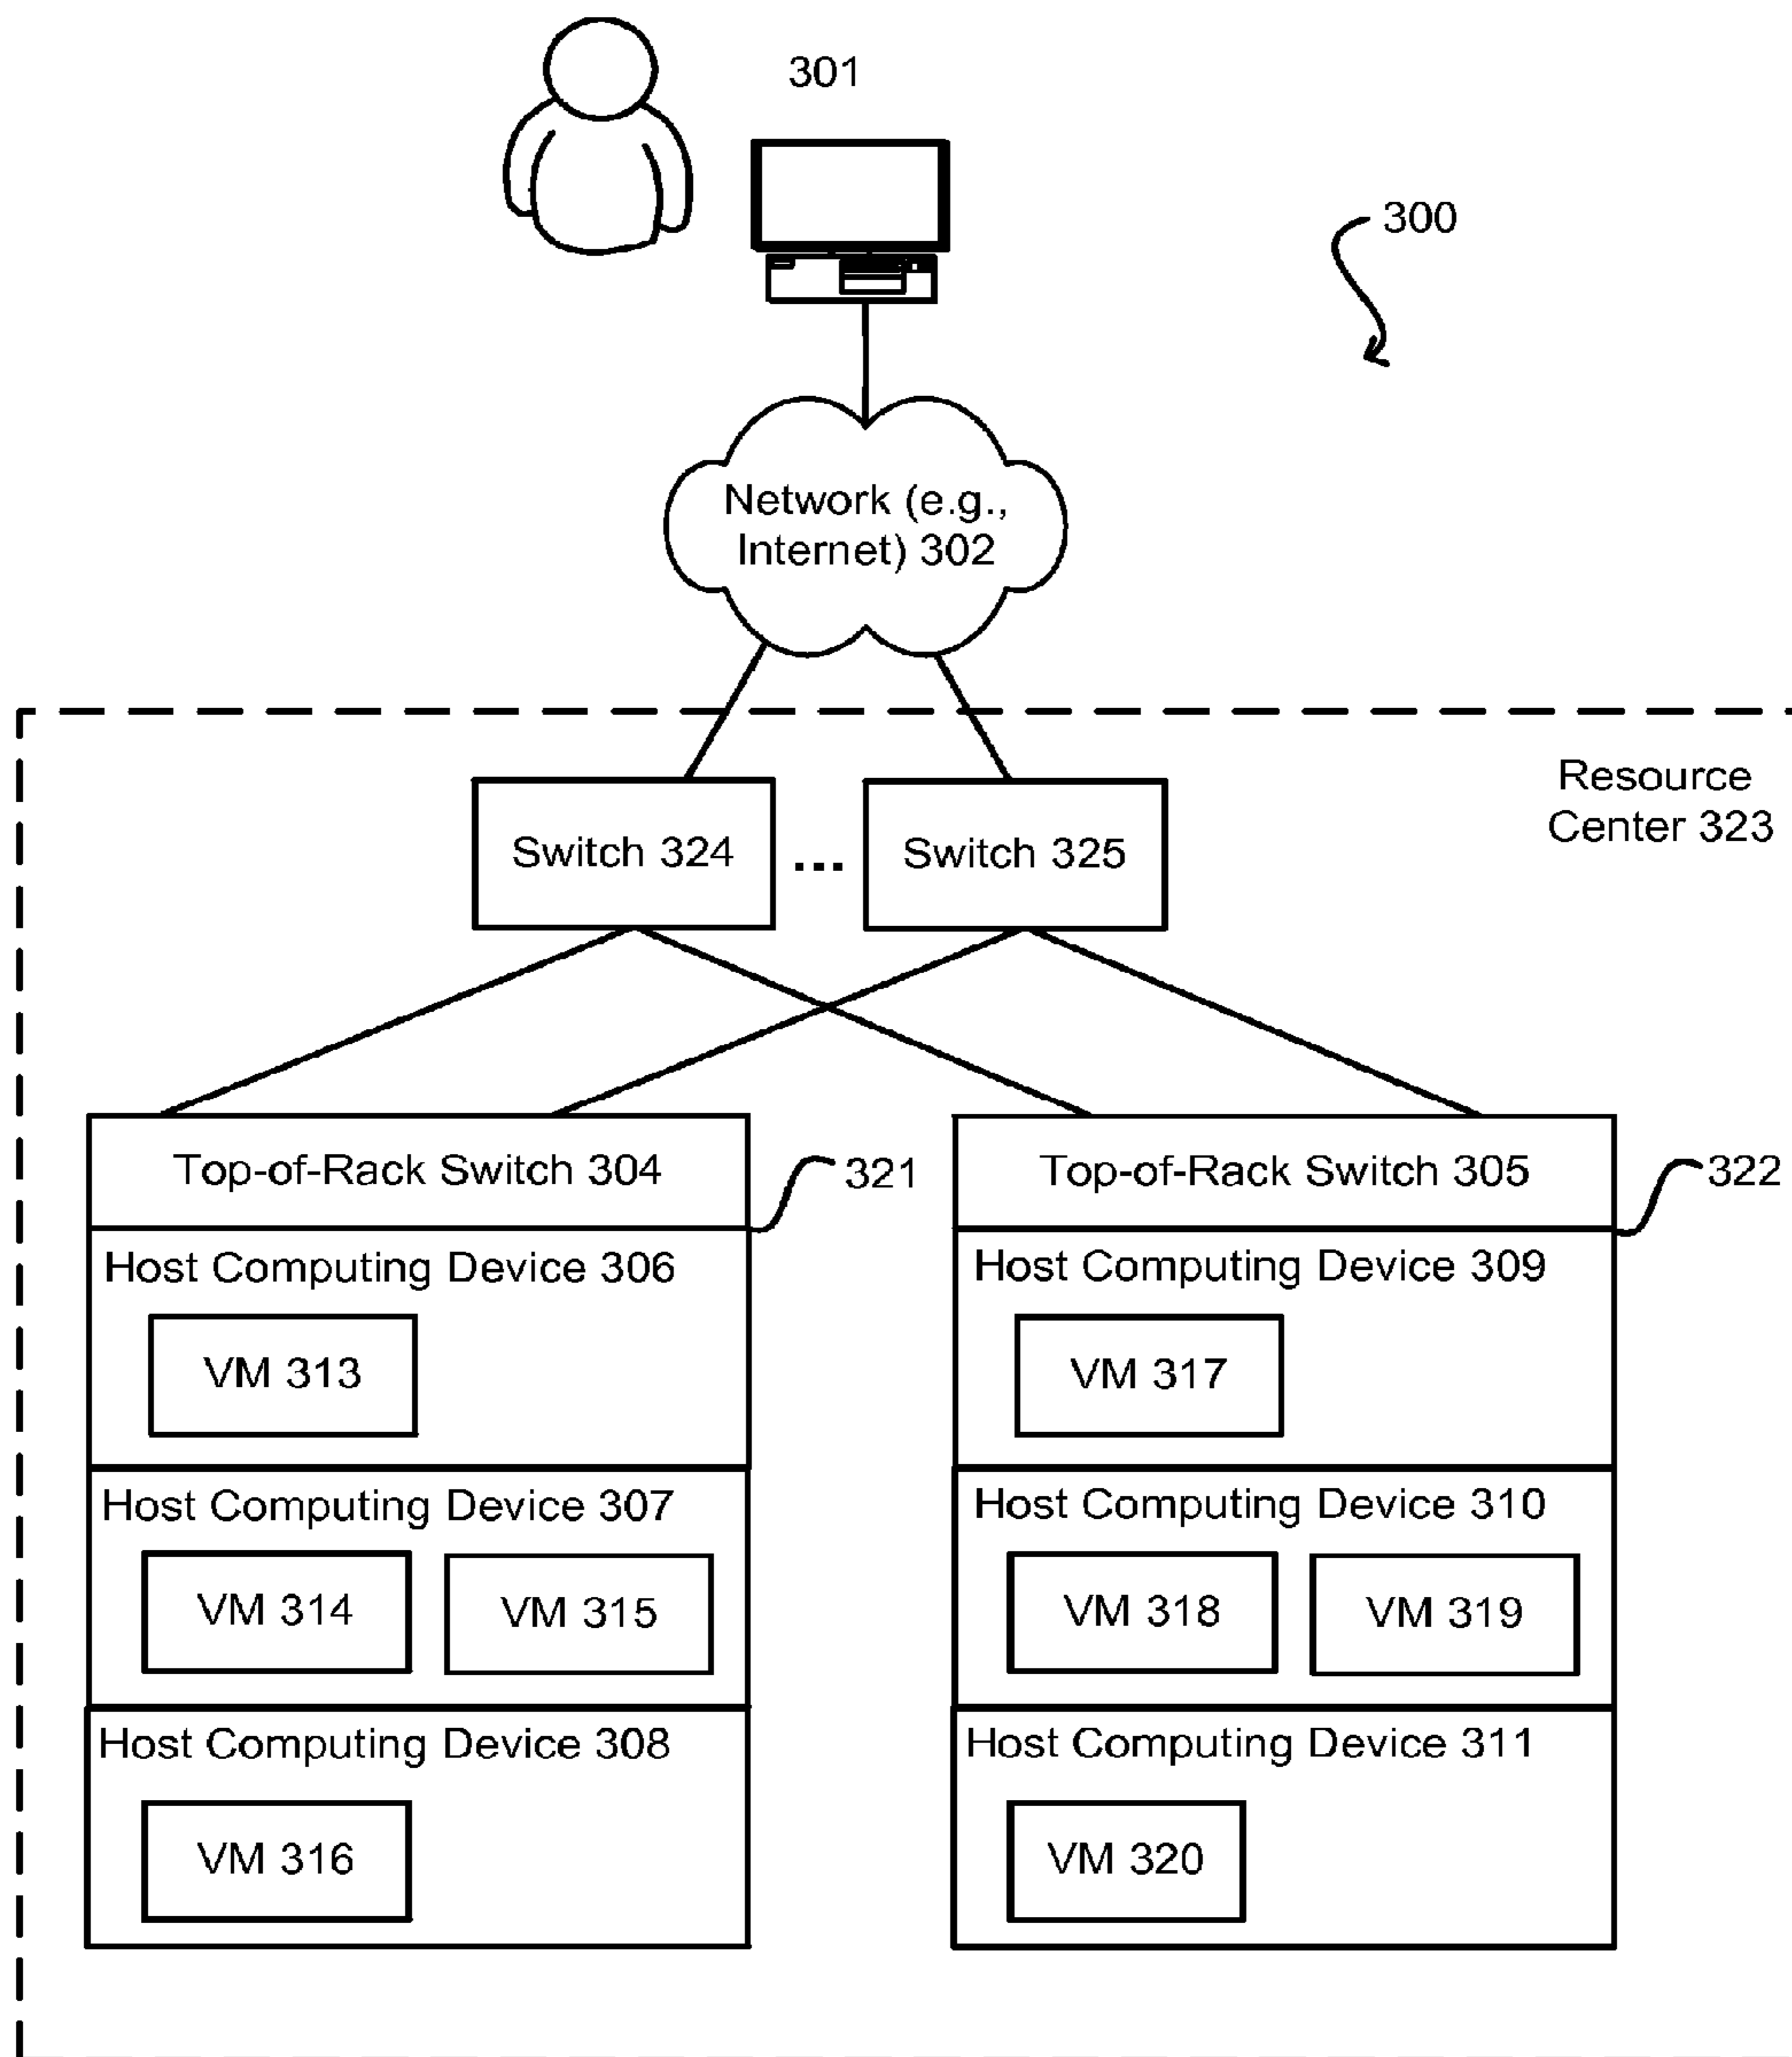 301
300
Network (e.g.,
Internet) 302
Resource
Center 323
Switch 324
...
Switch 325
Top-of-Rack Switch 304
321
Top-of-Rack Switch 305
322
Host Computing Device 306
VM 313
Host Computing Device 309
VM 317
Host Computing Device 307
VM 314
VM 315
Host Computing Device 310
VM 318
VM 319
Host Computing Device 308
VM 316
Host Computing Device 311
VM 320